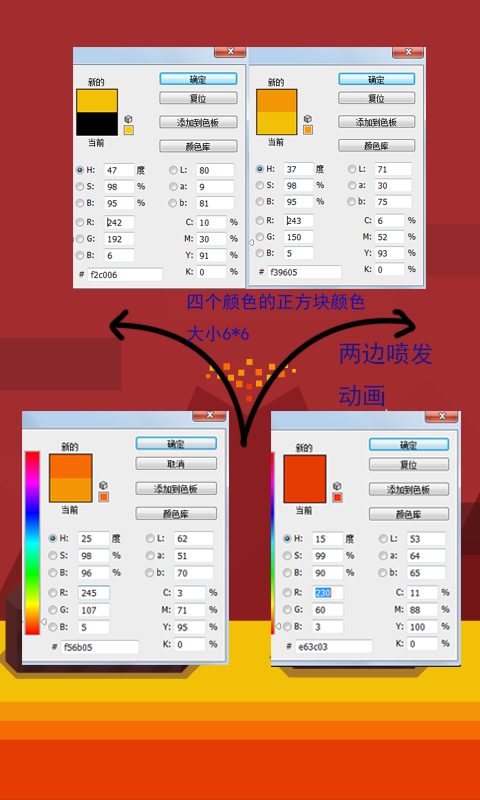 新的
确定
复位
添加到色板
当前
颜色库
H: 47 度 L: 80
S: 98 % a: 9
B: 95 % b: 81
R: 242 C: 10 %
G: 192 M: 30 %
B: 6 Y: 91 %
# f2c006 K: 0 %
新的
确定
复位
添加到色板
当前
颜色库
H: 37 度 L: 71
S: 98 % a: 30
B: 95 % b: 75
R: 243 C: 6 %
G: 150 M: 52 %
B: 5 Y: 93 %
# f39605 K: 0 %
四个颜色的正方块颜色
大小6*6
两边喷发
动画
新的
确定
取消
添加到色板
当前
颜色库
H: 25 度 L: 62
S: 98 % a: 51
B: 96 % b: 70
R: 245 C: 3 %
G: 107 M: 71 %
B: 5 Y: 95 %
# f56b05 K: 0 %
新的
确定
复位
添加到色板
当前
颜色库
H: 15 度 L: 53
S: 99 % a: 64
B: 90 % b: 65
R: 230 C: 11 %
G: 60 M: 88 %
B: 3 Y: 100 %
# e63c03 K: 0 %